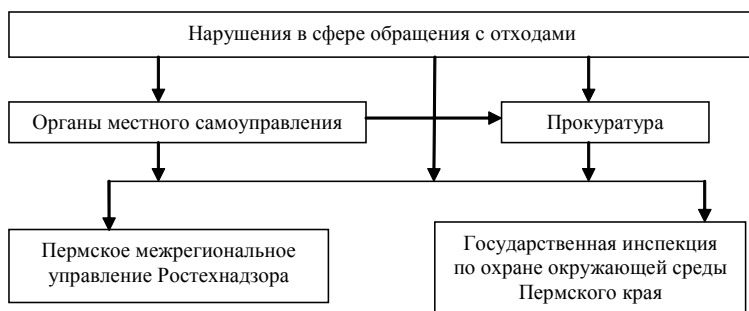 Нарушения в сфере обращения с отходами
Органы местного самоуправления
Прокуратура
Пермское межрегиональное
управление Ростехнадзора
Государственная инспекция
по охране окружающей среды
Пермского края